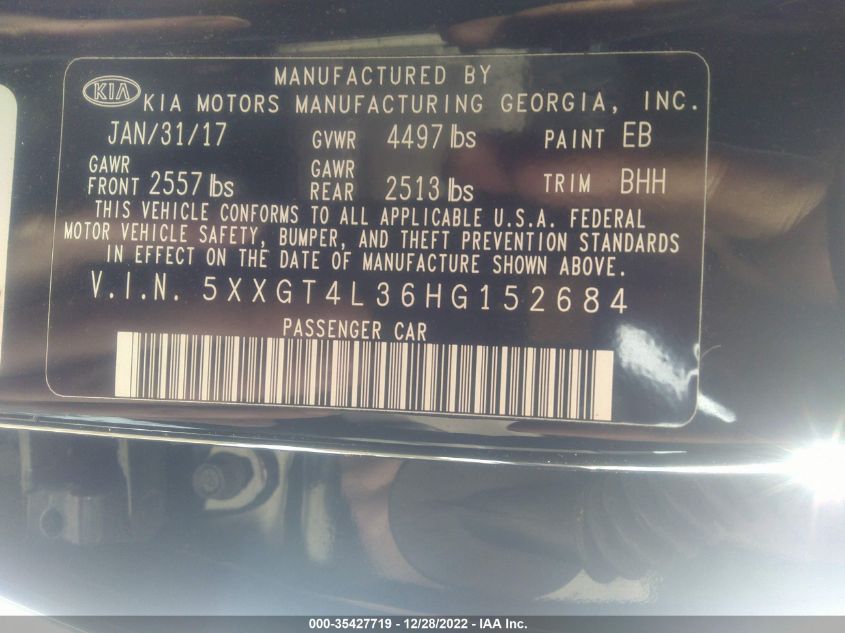 MANUFACTURED BY
KIA KIA MOTORS MANUFACTURING GEORGIA, INC.
JAN/31/17 GVWR 4497 lbs PAINT EB
GAWR FRONT 2557 lbs GAWR REAR 2513 lbs TRIM BHH
THIS VEHICLE CONFORMS TO ALL APPLICABLE U.S.A. FEDERAL
MOTOR VEHICLE SAFETY, BUMPER, AND THEFT PREVENTION STANDARDS
IN EFFECT ON THE DATE OF MANUFACTURE SHOWN ABOVE.
V.I.N. 5XXGT4L36HG152684
PASSENGER CAR
000-35427719 - 12/28/2022 - IAA Inc.